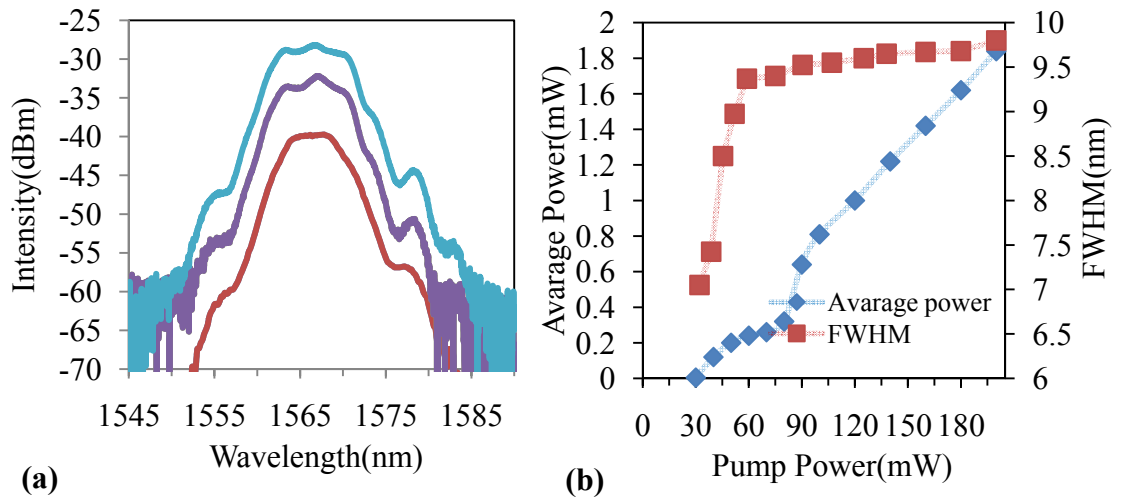 -25
-30
-35
-40
-45
-50
-55
-60
-65
-70
Intensity(dBm)
1545 1555 1565 1575 1585
Wavelength(nm)
(a)
2
1.8
1.6
1.4
1.2
1
0.8
0.6
0.4
0.2
0
Avarage Power(mW)
10
9.5
9
8.5
8
7.5
7
6.5
6
FWHM(nm)
Avarage power
FWHM
0 30 60 90 120 150 180
Pump Power(mW)
(b)